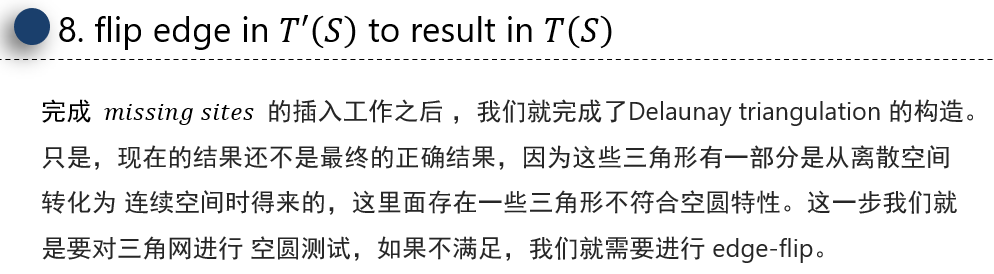 8. flip edge in T′(S) to result in T(S)
完成 missing sites 的插入工作之后，我们就完成了Delaunay triangulation 的构造。
只是，现在的结果还不是最终的正确结果，因为这些三角形有一部分是从离散空间
转化为 连续空间时得来的，这里面存在一些三角形不符合空圆特性。这一步我们就
是要对三角网进行 空圆测试，如果不满足，我们就需要进行 edge-flip。